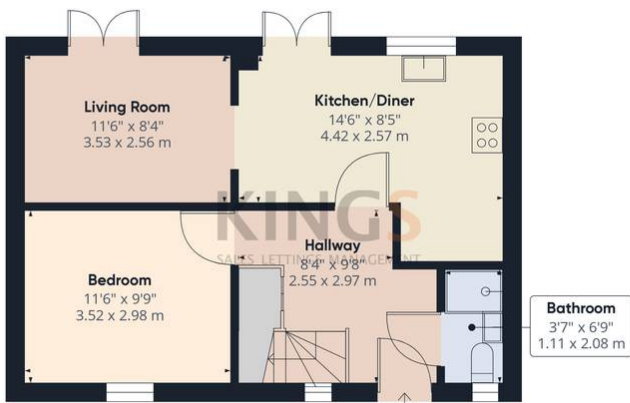 Living Room
11'6" x 8'4"
3.53 x 2.56 m
Kitchen/Diner
14'6" x 8'5"
4.42 x 2.57 m
KINGS
SALES LETTINGS MANAGEMENT
Hallway
8'4" x 9'8"
2.55 x 2.97 m
Bedroom
11'6" x 9'9"
3.52 x 2.98 m
Bathroom
3'7" x 6'9"
1.11 x 2.08 m